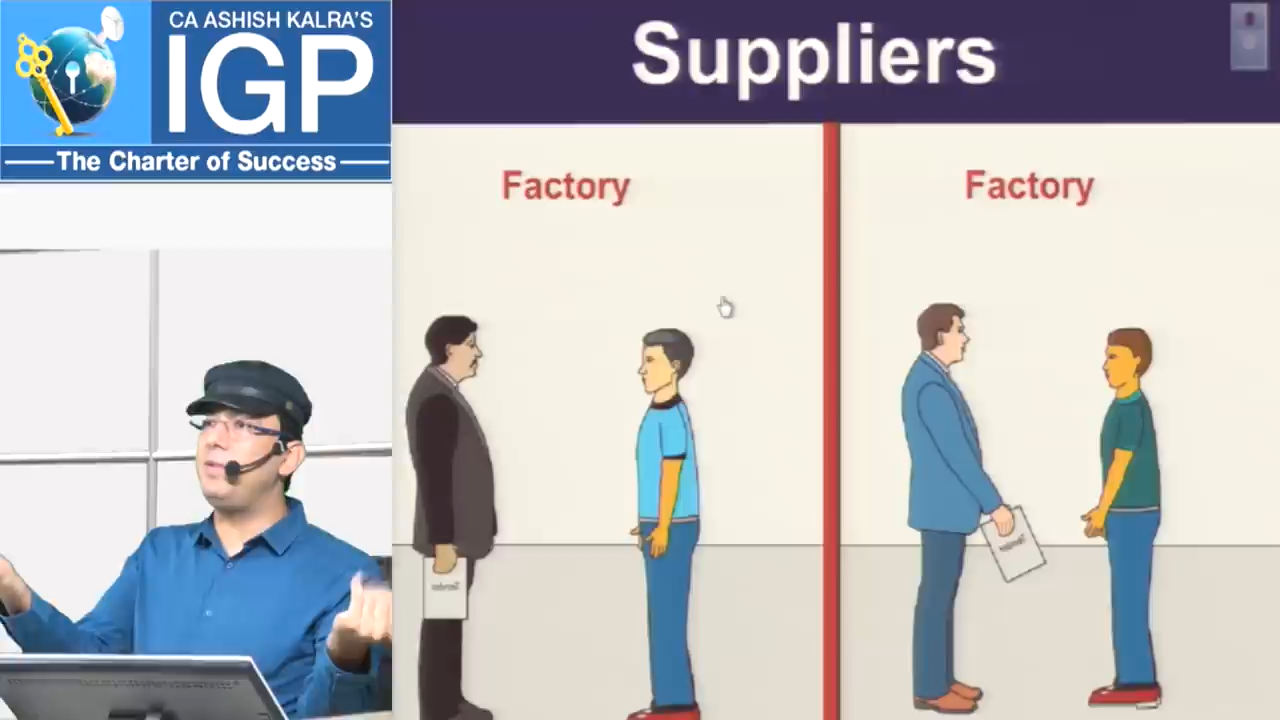 CA ASHISH KALRA'S
IGP
The Charter of Success
Suppliers
Factory
Factory